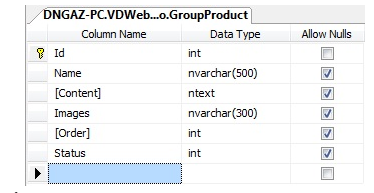 DNGAZ-PC.VDWeb...o.GroupProduct
Column Name Data Type Allow Nulls
Id int
Name nvarchar(500)
[Content] ntext
Images nvarchar(300)
[Order] int
Status int